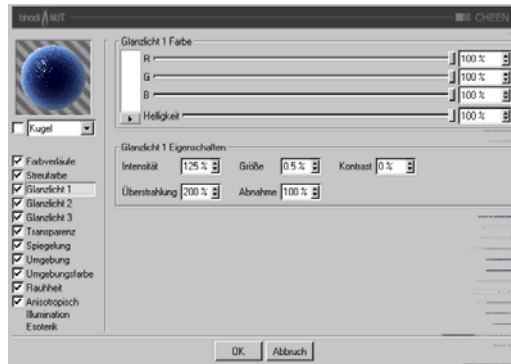 bhodi NUT
CHEEN
Kugel
Farbverläufe
Streufarbe
Glanzlicht 1
Glanzlicht 2
Glanzlicht 3
Transparenz
Spiegelung
Umgebung
Umgebungsfarbe
Rauhheit
Anisotropisch
Illumination
Esoterik
Glanzlicht 1 Farbe
R 100 %
G 100 %
B 100 %
Helligkeit 100 %
Glanzlicht 1 Eigenschaften
Intensität 125 % Größe 0.5 % Kontrast 0 %
Überstrahlung 200 % Abnahme 100 %
OK Abbruch